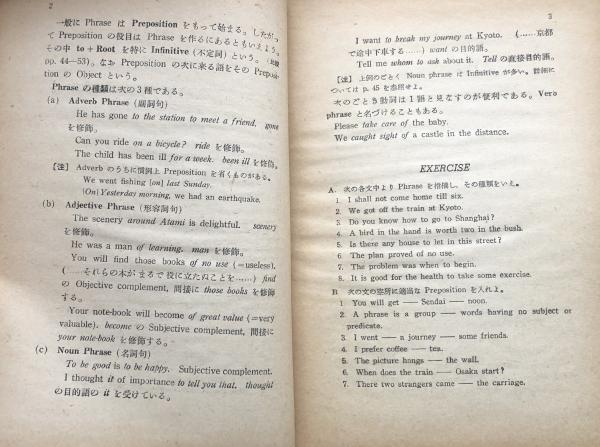 2
一般に Phrase は Preposition をもって始まる。したがっ
て Preposition の役目は Phrase を作るにあるともいえよう。
その中 to + Root を特に Infinitive (不定詞) という。(
pp. 44—53)。なお Preposition の次に来る語をその Preposi-
tion の Object という。
Phrase の種類は次の3種である。
(a) Adverb Phrase (副詞句)
He has gone to the station to meet a friend. gone
を修飾。
Can you ride on a bicycle? ride を修飾。
The child has been ill for a week. been ill を修飾。
[注] Adverb のうちに慣例上 Preposition を省くものがある。
We went fishing [on] last Sunday.
[On] Yesterday morning, we had an earthquake.
(b) Adjective Phrase (形容詞句)
The scenery around Atami is delightful. scenery
を修飾。
He was a man of learning. man を修飾。
You will find those books of no use (=useless).
(……それらの本がまるで役に立たぬことを……) find
の Objective complement, 間接に those books を修飾
する。
Your note-book will become of great value (=very
valuable). become の Subjective complement, 間接に
your note-book を修飾する。
(c) Noun Phrase (名詞句)
To be good is to be happy. Subjective complement.
I thought it of importance to tell you that. thought
の目的語の it を受けている。
3
I want to break my journey at Kyoto. (……京都
で途中下車する……) want の目的語。
Tell me whom to ask about it. Tell の直接目的語。
[注] 上例のごとく Noun phrase は Infinitive が多い。詳細に
ついては p. 45 を参照せよ。
次のごとき動詞は1語と見なすのが便利である。Verb
phrase と名づけることもある。
Please take care of the baby.
We caught sight of a castle in the distance.
EXERCISE
A. 次の各文中より Phrase を指摘し、その種類をいえ。
1. I shall not come home till six.
2. We got off the train at Kyoto.
3. Do you know how to go to Shanghai?
4. A bird in the hand is worth two in the bush.
5. Is there any house to let in this street?
6. The plan proved of no use.
7. The problem was when to begin.
8. It is good for the health to take some exercise.
B. 次の文の空所に適当な Preposition を入れよ。
1. You will get —— Sendai —— noon.
2. A phrase is a group —— words having no subject or
predicate.
3. I went —— a journey —— some friends.
4. I prefer coffee —— tea.
5. The picture hangs —— the wall.
6. When does the train —— Osaka start?
7. There two strangers came —— the carriage.